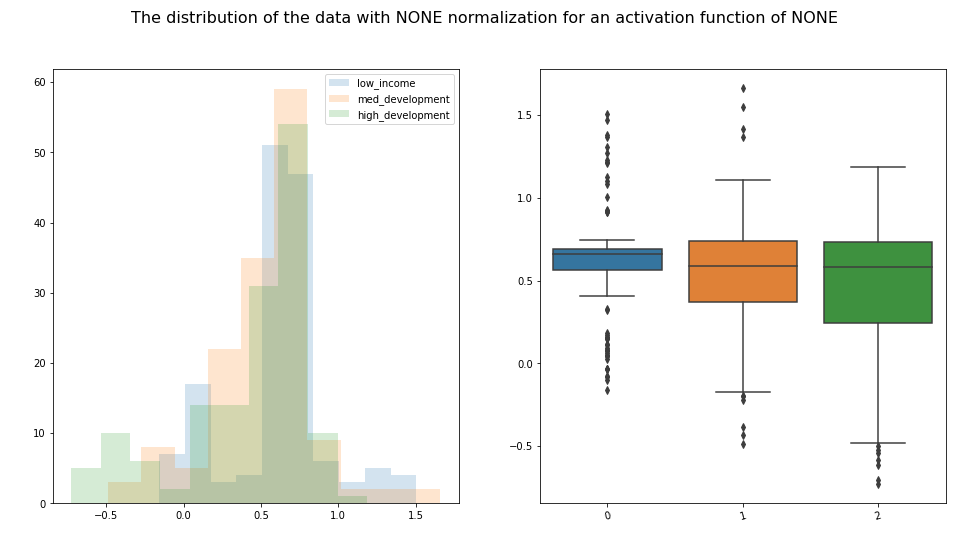 The distribution of the data with NONE normalization for an activation function of NONE
low_income
med_development
high_development
60
50
40
30
20
10
0
−0.5 0.0 0.5 1.0 1.5
1.5
1.0
0.5
0.0
−0.5
0 1 2